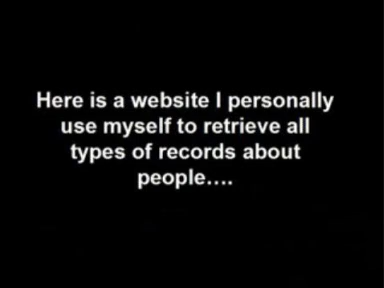 Here is a website I personally
use myself to retrieve all
types of records about
people....